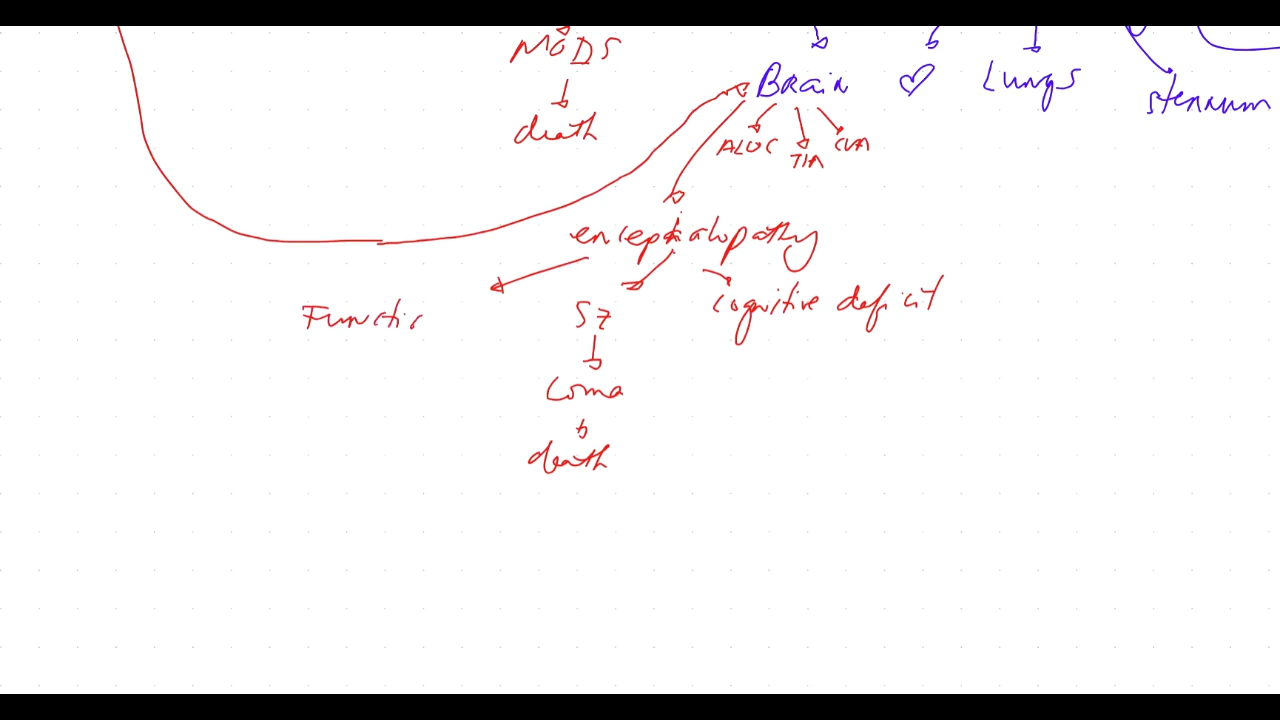 MODS
death
Brain
Lungs
sternum
ALOC
TIA
CVA
encephalopathy
Functio
Sz
cognitive deficit
Coma
death